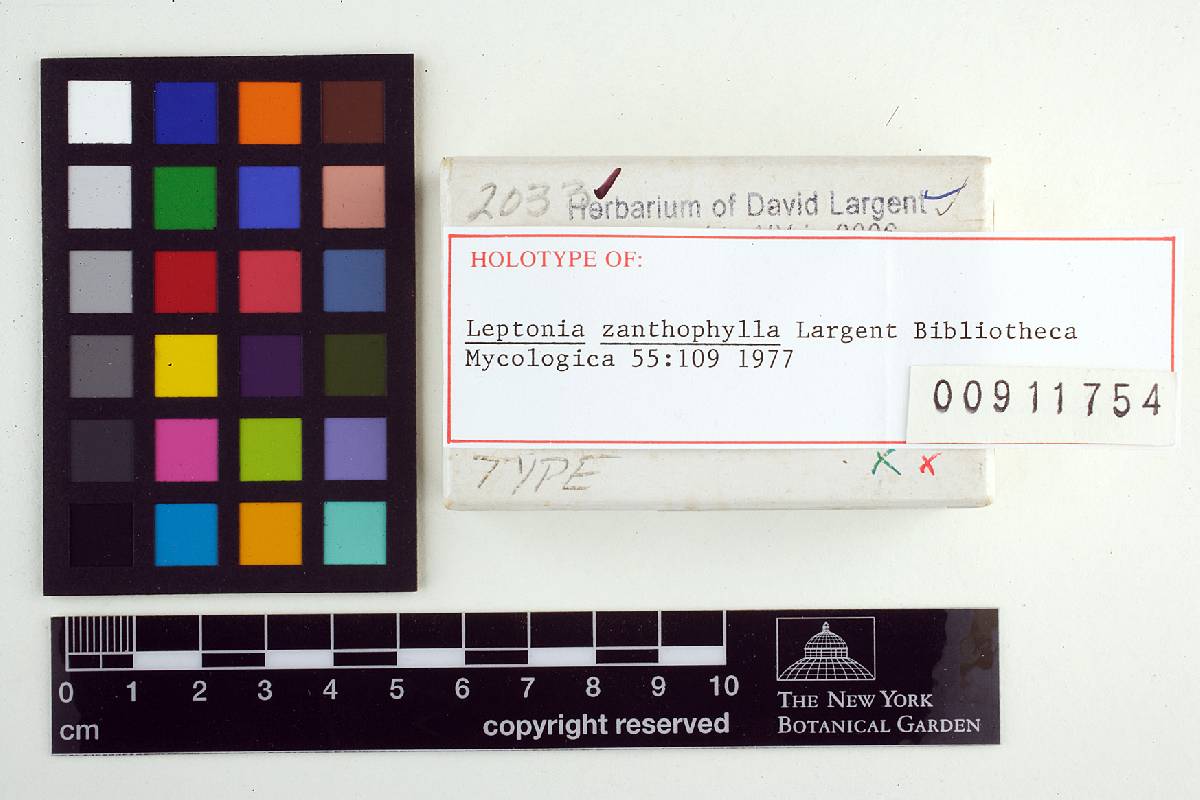 2033
Herbarium of David Largent
HOLOTYPE OF:
Leptonia zanthophylla Largent Bibliotheca
Mycologica 55:109 1977
00911754
TYPE
X X
0 1 2 3 4 5 6 7 8 9 10
cm
copyright reserved
THE NEW YORK
BOTANICAL GARDEN